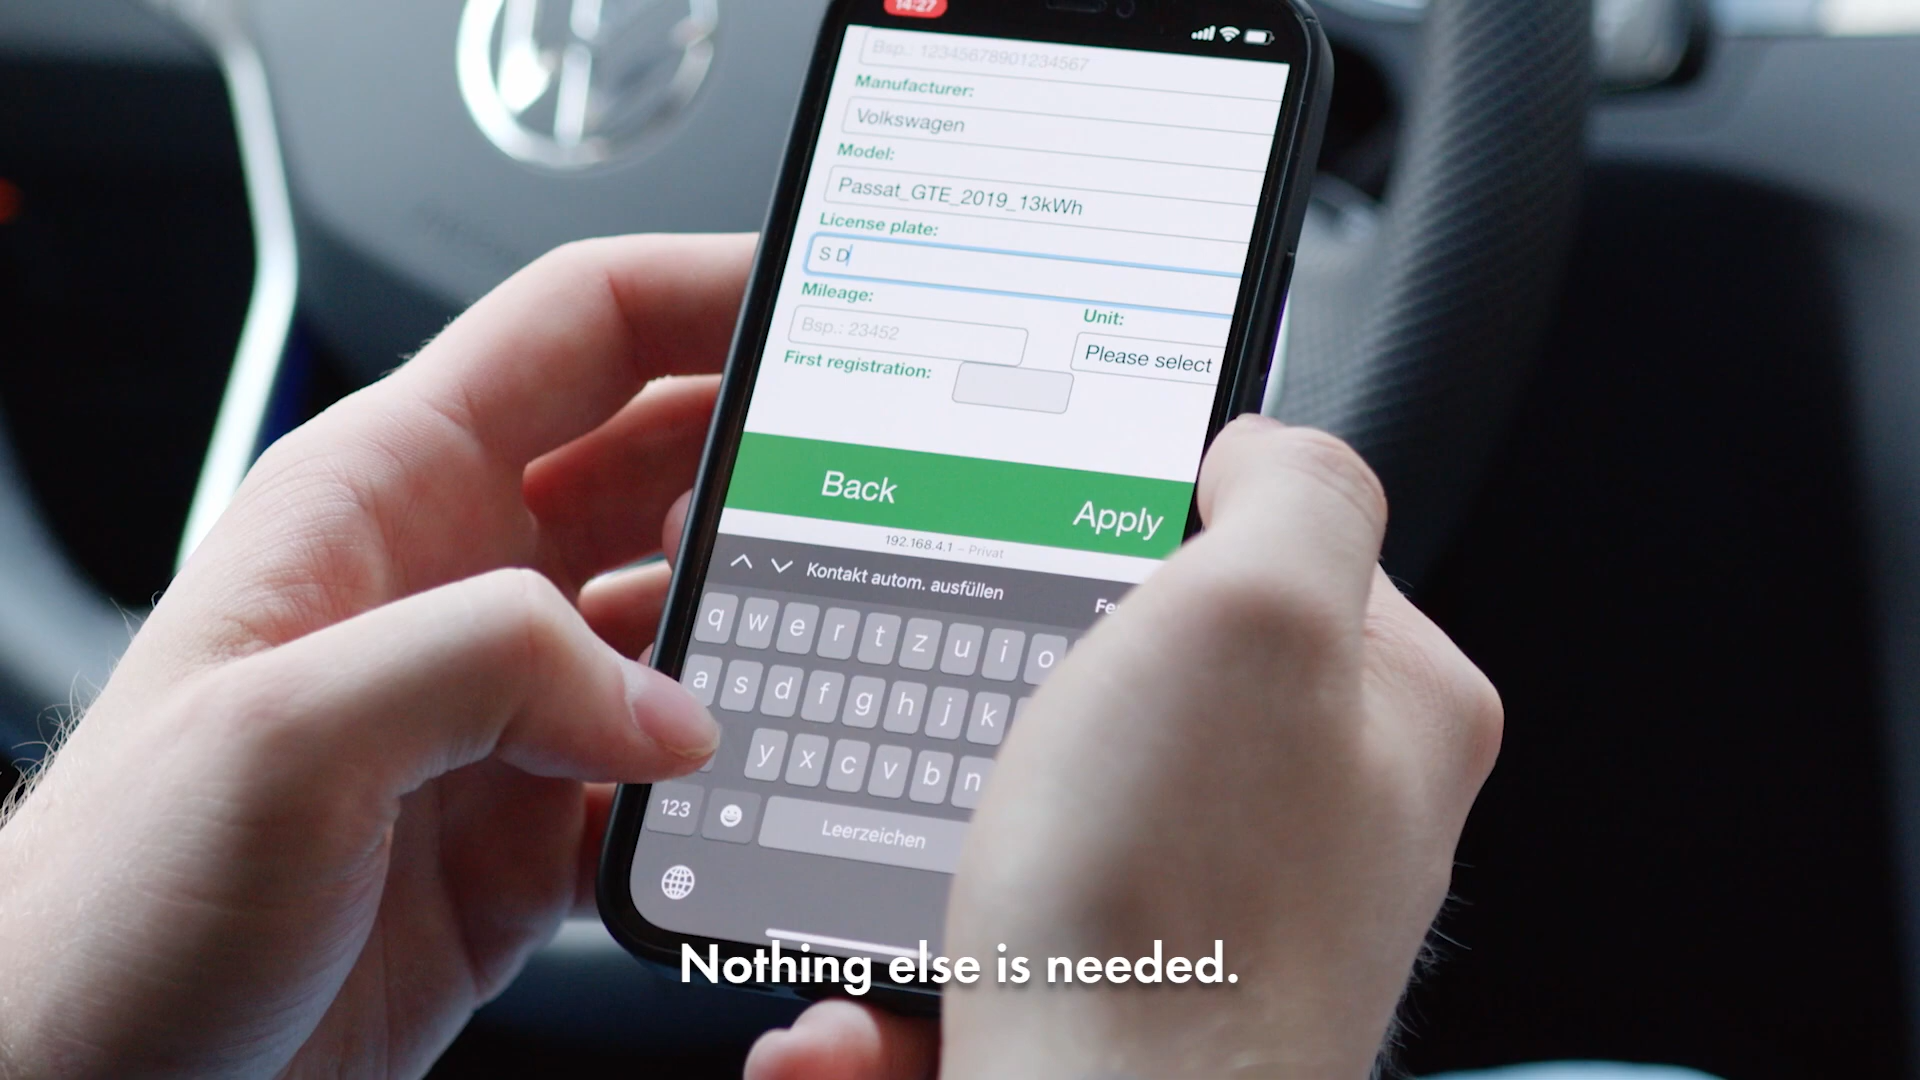 14:27
Bsp.: 12345678901234567
Manufacturer:
Volkswagen
Model:
Passat_GTE_2019_13kWh
License plate:
S D
Mileage:
Unit:
Bsp.: 23452
Please select
First registration:
Back
Apply
192.168.4.1 – Privat
Kontakt autom. ausfüllen
Fe
q w e r t z u i o
a s d f g h j k
y x c v b n
123
Leerzeichen
Nothing else is needed.